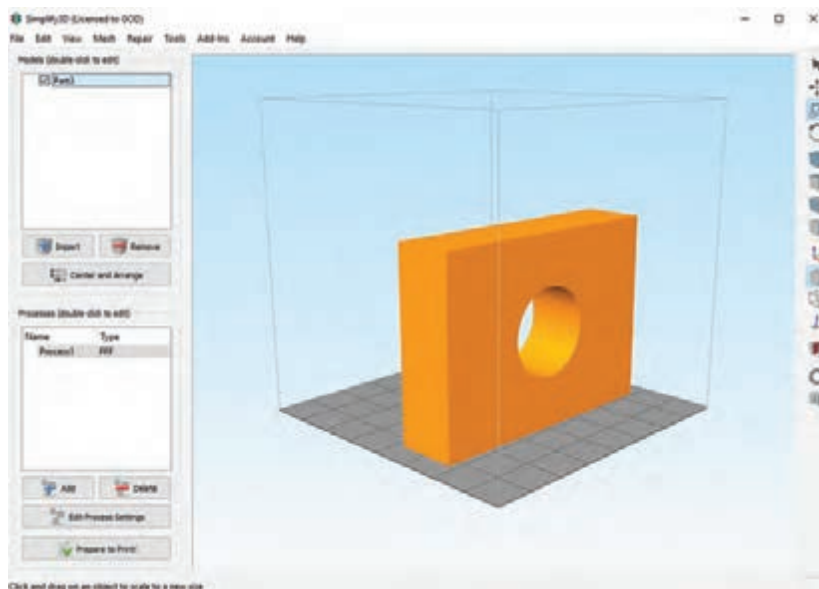 Simplify3D (Licensed to GOD)
File Edit View Mesh Repair Tools Add-Ins Account Help
Models (double-click to edit)
Import Remove
Center and Arrange
Processes (double-click to edit)
Name Type
Process1 FFF
Add Delete
Edit Process Settings
Prepare to Print!
Click and drag on an object to scale to a new size